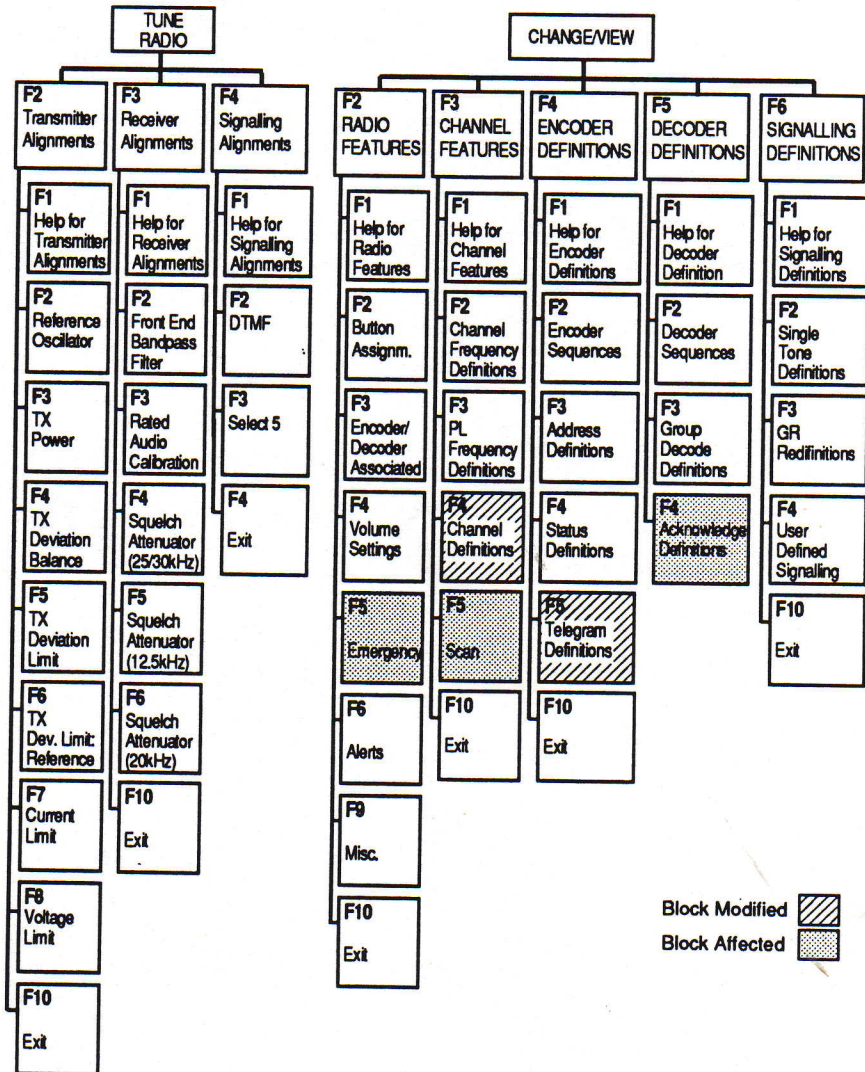 TUNE
RADIO
F2
Transmitter
Alignments
F1
Help for
Transmitter
Alignments
F2
Reference
Oscillator
F3
TX
Power
F4
TX
Deviation
Balance
F5
TX
Deviation
Limit
F6
TX
Dev. Limit:
Reference
F7
Current
Limit
F8
Voltage
Limit
F10
Exit
F3
Receiver
Alignments
F1
Help for
Receiver
Alignments
F2
Front End
Bandpass
Filter
F3
Rated
Audio
Calibration
F4
Squelch
Attenuator
(25/30kHz)
F5
Squelch
Attenuator
(12.5kHz)
F6
Squelch
Attenuator
(20kHz)
F10
Exit
F4
Signalling
Alignments
F1
Help for
Signalling
Alignments
F2
DTMF
F3
Select 5
F4
Exit
CHANGE/VIEW
F2
RADIO
FEATURES
F1
Help for
Radio
Features
F2
Button
Assignm.
F3
Encoder/
Decoder
Associated
F4
Volume
Settings
F5
Emergency
F6
Alerts
F9
Misc.
F10
Exit
F3
CHANNEL
FEATURES
F1
Help for
Channel
Features
F2
Channel
Frequency
Definitions
F3
PL
Frequency
Definitions
F4
Channel
Definitions
F5
Scan
F10
Exit
F4
ENCODER
DEFINITIONS
F1
Help for
Encoder
Definitions
F2
Encoder
Sequences
F3
Address
Definitions
F4
Status
Definitions
F5
Telegram
Definitions
F10
Exit
F5
DECODER
DEFINITIONS
F1
Help for
Decoder
Definition
F2
Decoder
Sequences
F3
Group
Decode
Definitions
F4
Acknowledge
Definitions
F6
SIGNALLING
DEFINITIONS
F1
Help for
Signalling
Definitions
F2
Single
Tone
Definitions
F3
GR
Redifinitions
F4
User
Defined
Signalling
F10
Exit
Block Modified
Block Affected